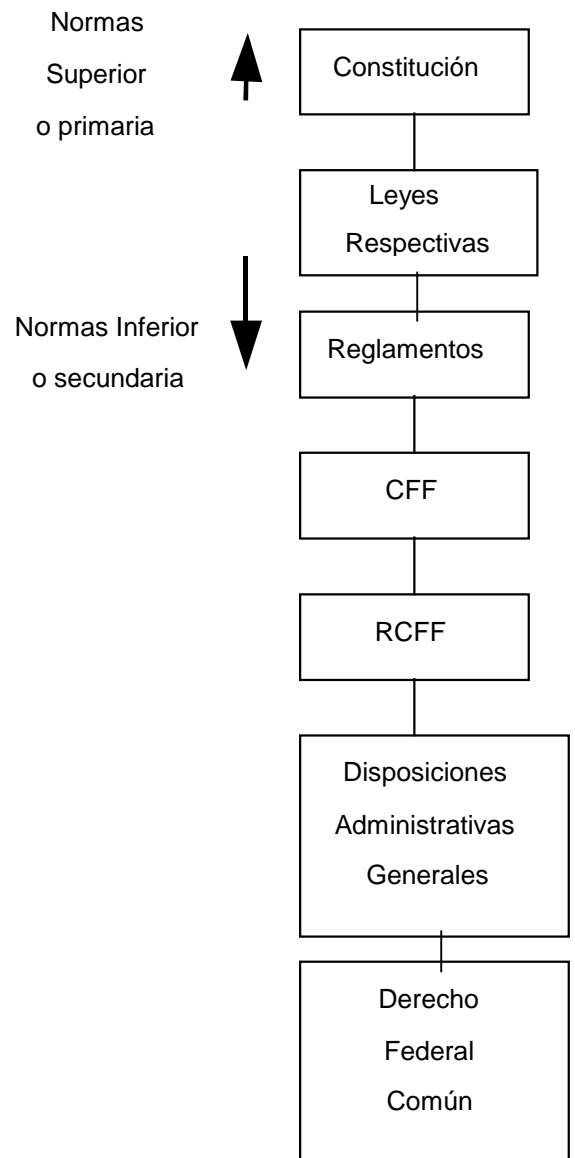 Normas
Superior
o primaria
Constitución
Leyes
Respectivas
Normas Inferior
o secundaria
Reglamentos
CFF
RCFF
Disposiciones
Administrativas
Generales
Derecho
Federal
Común